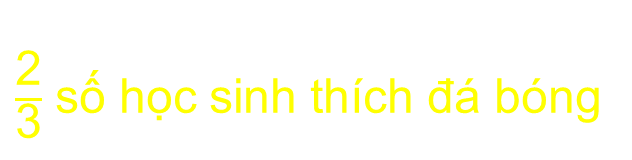 2/3 số học sinh thích đá bóng